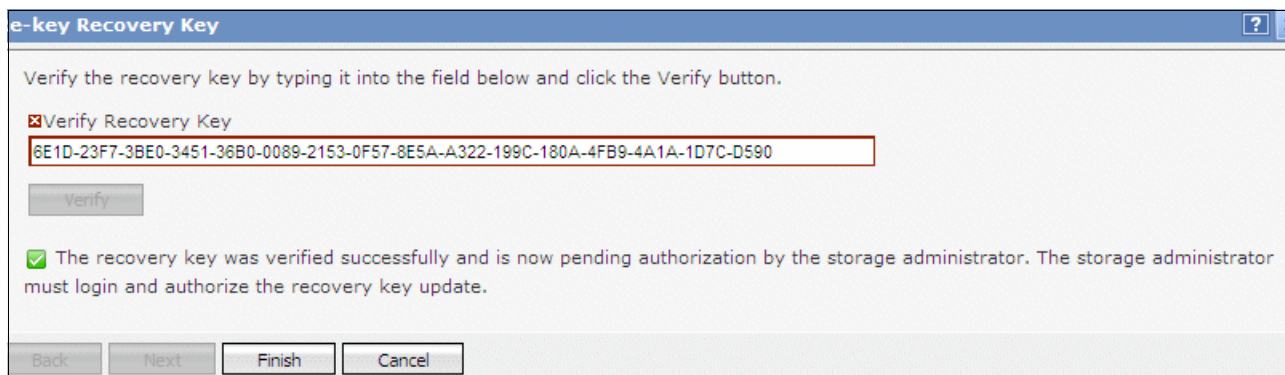 e-key Recovery Key
?
Verify the recovery key by typing it into the field below and click the Verify button.
Verify Recovery Key
6E1D-23F7-3BE0-3451-36B0-0089-2153-0F57-8E5A-A322-199C-180A-4FB9-4A1A-1D7C-D590
Verify
The recovery key was verified successfully and is now pending authorization by the storage administrator. The storage administrator
must login and authorize the recovery key update.
Back Next Finish Cancel